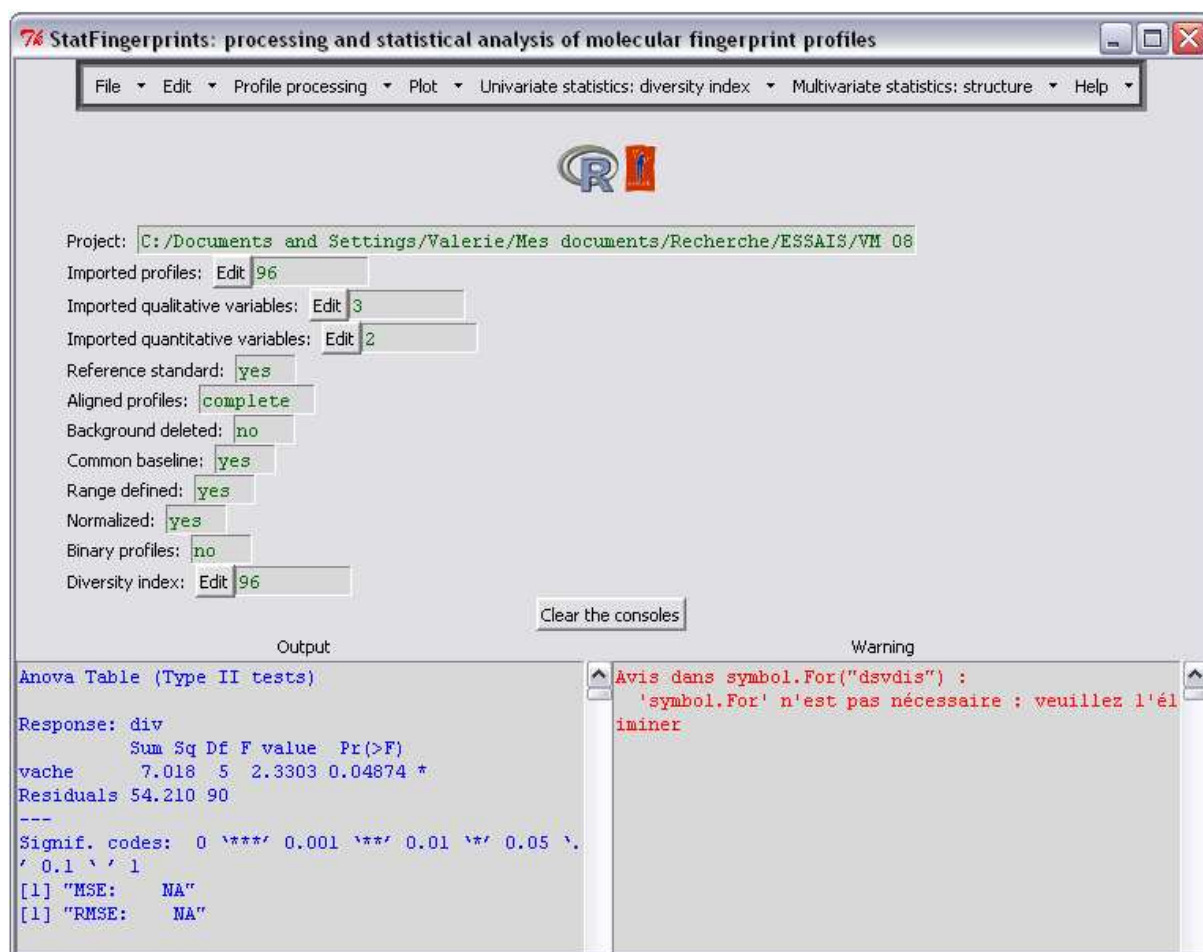 StatFingerprints: processing and statistical analysis of molecular fingerprint profiles
File Edit Profile processing Plot Univariate statistics: diversity index Multivariate statistics: structure Help
R
Project: C:/Documents and Settings/Valerie/Mes documents/Recherche/ESSAIS/VM 08
Imported profiles: Edit 96
Imported qualitative variables: Edit 3
Imported quantitative variables: Edit 2
Reference standard: yes
Aligned profiles: complete
Background deleted: no
Common baseline: yes
Range defined: yes
Normalized: yes
Binary profiles: no
Diversity index: Edit 96
Clear the consoles
Output
Anova Table (Type II tests)
Response: div
Sum Sq Df F value Pr(>F)
vache 7.018 5 2.3303 0.04874 *
Residuals 54.210 90
---
Signif. codes: 0 '***' 0.001 '**' 0.01 '*' 0.05 '.
' 0.1 ' ' 1
[1] "MSE: NA"
[1] "RMSE: NA"
Warning
Avis dans symbol.For("dsvdis") :
'symbol.For' n'est pas nécessaire : veuillez l'él
iminer